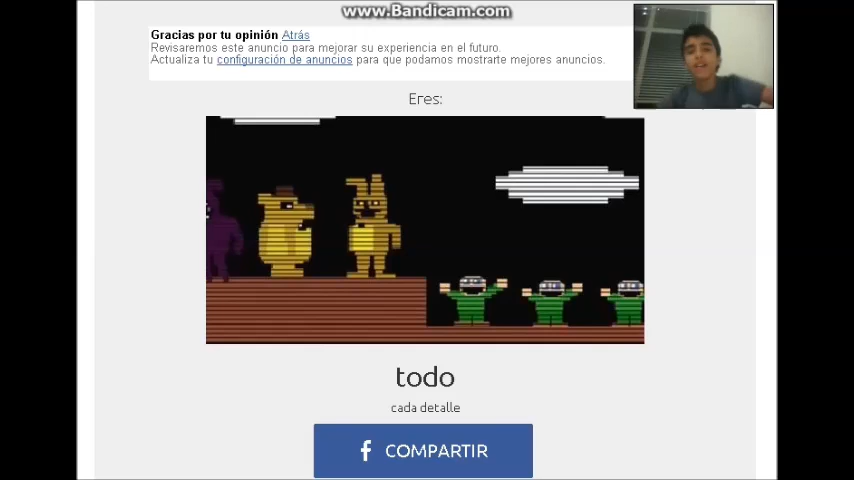 www.Bandicam.com
Gracias por tu opinión Atrás
Revisaremos este anuncio para mejorar su experiencia en el futuro.
Actualiza tu configuración de anuncios para que podamos mostrarte mejores anuncios.
Eres:
todo
cada detalle
f COMPARTIR